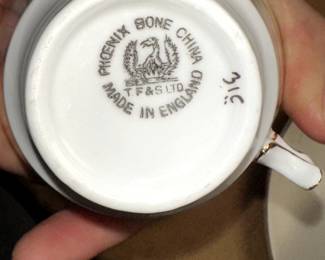 PHOENIX BONE CHINA
T.F.&S.LTD
MADE IN ENGLAND
31C